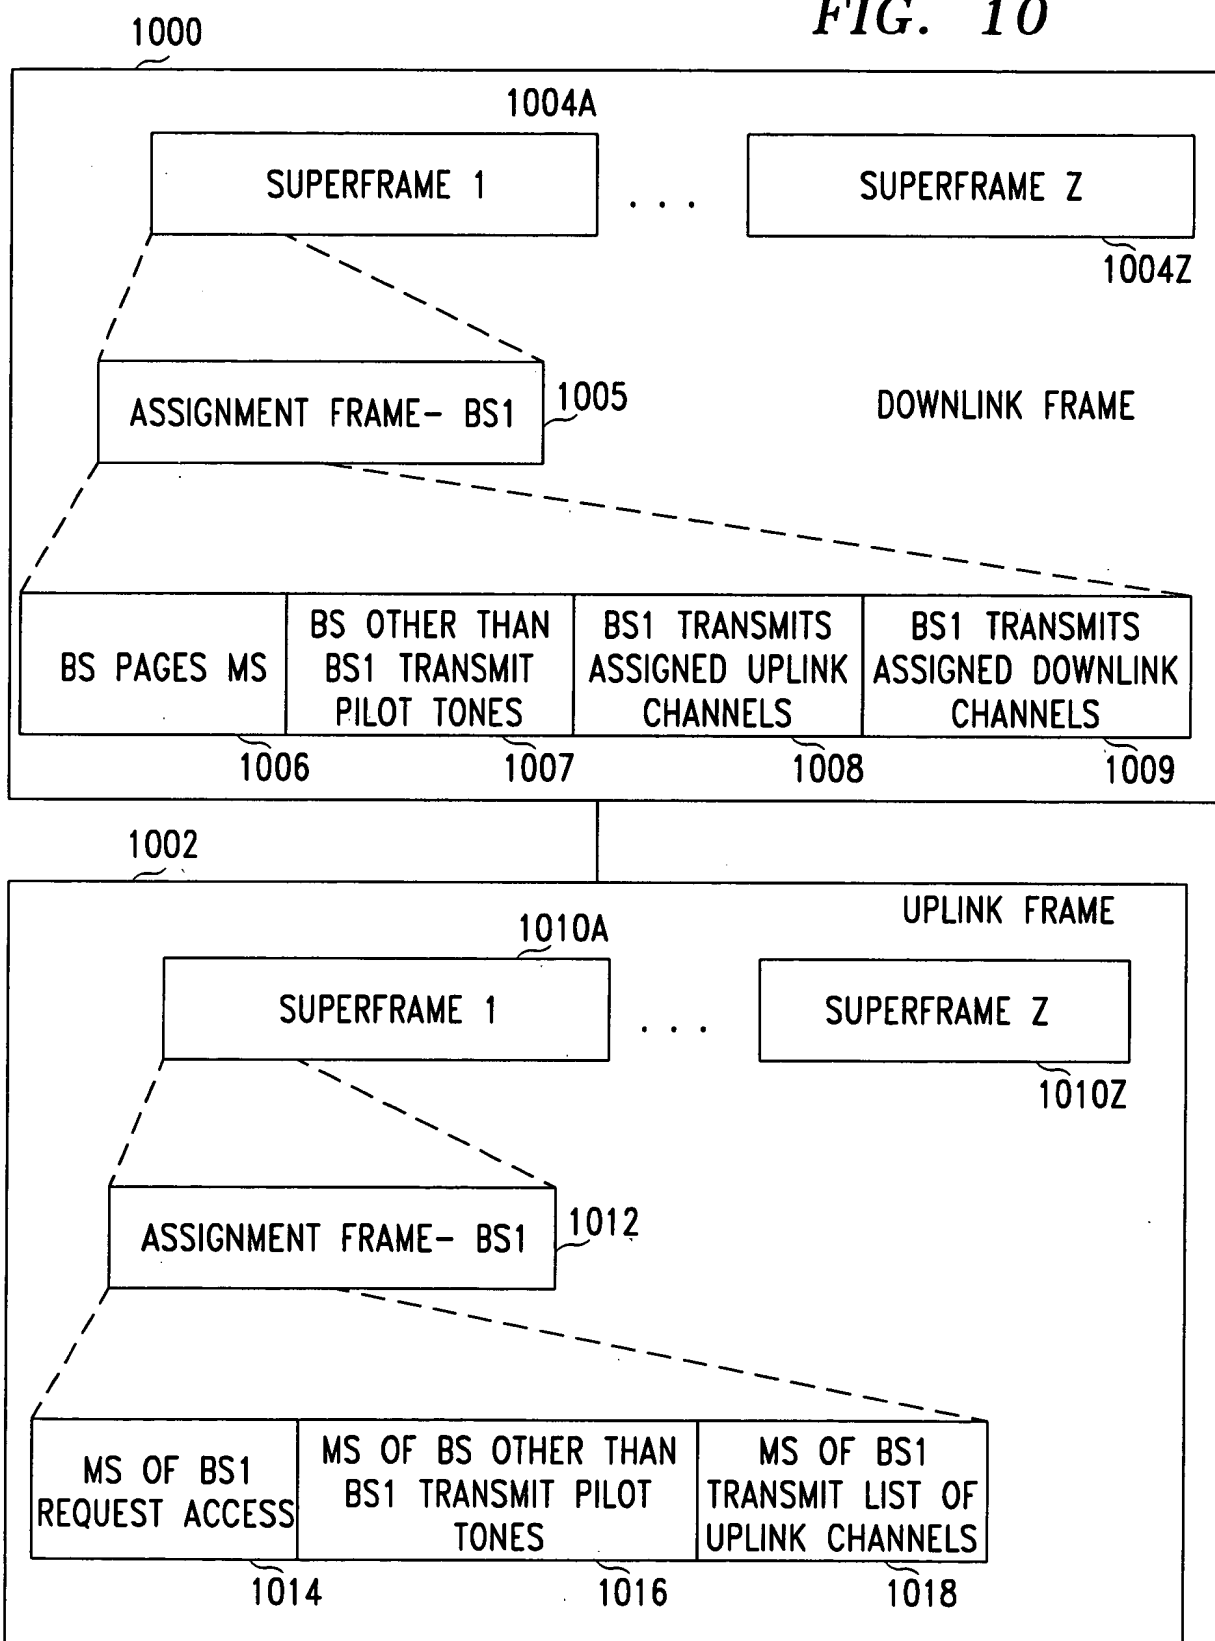 FIG. 10
1000
1004A
SUPERFRAME 1
. . .
SUPERFRAME Z
1004Z
ASSIGNMENT FRAME- BS1
1005
DOWNLINK FRAME
BS PAGES MS
BS OTHER THAN
BS1 TRANSMIT
PILOT TONES
BS1 TRANSMITS
ASSIGNED UPLINK
CHANNELS
BS1 TRANSMITS
ASSIGNED DOWNLINK
CHANNELS
1006
1007
1008
1009
1002
UPLINK FRAME
1010A
SUPERFRAME 1
. . .
SUPERFRAME Z
1010Z
ASSIGNMENT FRAME- BS1
1012
MS OF BS1
REQUEST ACCESS
MS OF BS OTHER THAN
BS1 TRANSMIT PILOT
TONES
MS OF BS1
TRANSMIT LIST OF
UPLINK CHANNELS
1014
1016
1018